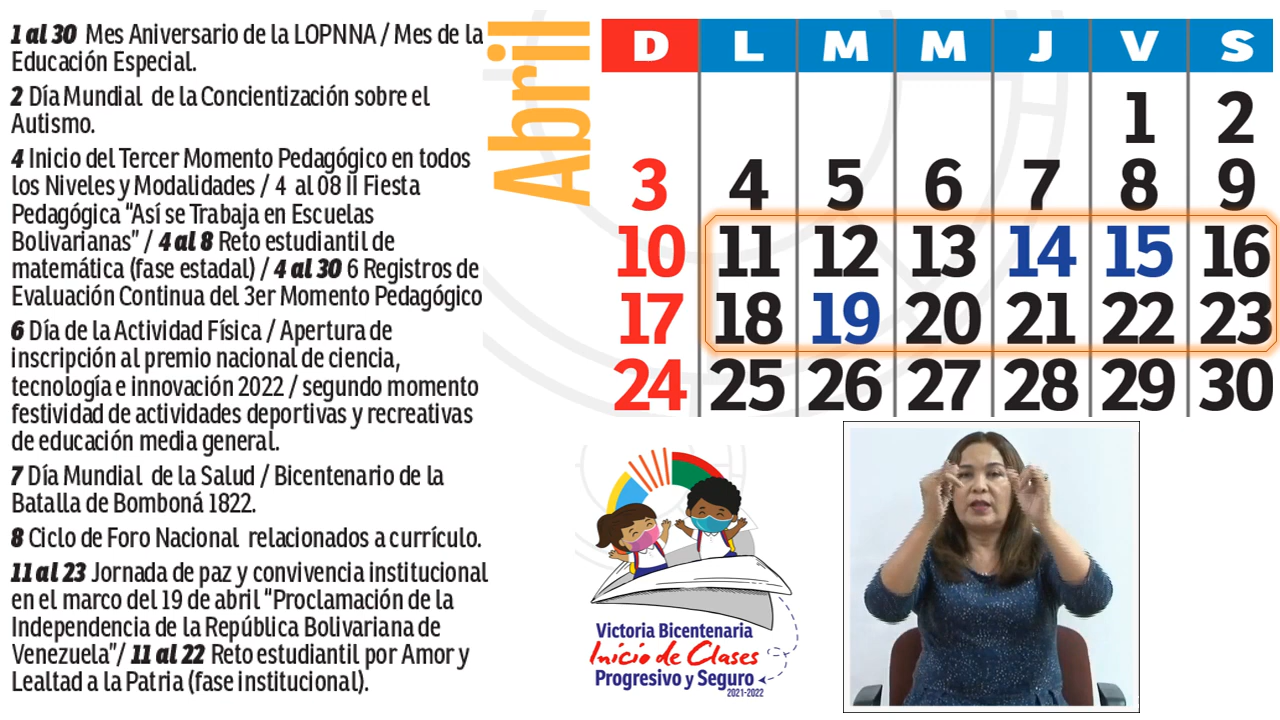 1 al 30 Mes Aniversario de la LOPNNA / Mes de la
Educación Especial.
2 Día Mundial de la Concientización sobre el
Autismo.
4 Inicio del Tercer Momento Pedagógico en todos
los Niveles y Modalidades / 4 al 08 II Fiesta
Pedagógica "Así se Trabaja en Escuelas
Bolivarianas" / 4 al 8 Reto estudiantil de
matemática (fase estadal) / 4 al 30 6 Registros de
Evaluación Continua del 3er Momento Pedagógico
6 Día de la Actividad Física / Apertura de
inscripción al premio nacional de ciencia,
tecnología e innovación 2022 / segundo momento
festividad de actividades deportivas y recreativas
de educación media general.
7 Día Mundial de la Salud / Bicentenario de la
Batalla de Bomboná 1822.
8 Ciclo de Foro Nacional relacionados a currículo.
11 al 23 Jornada de paz y convivencia institucional
en el marco del 19 de abril "Proclamación de la
Independencia de la República Bolivariana de
Venezuela"/ 11 al 22 Reto estudiantil por Amor y
Lealtad a la Patria (fase institucional).
Abril
D L M M J V S
1 2
3 4 5 6 7 8 9
10 11 12 13 14 15 16
17 18 19 20 21 22 23
24 25 26 27 28 29 30
Victoria Bicentenaria
Inicio de Clases
Progresivo y Seguro
2021-2022